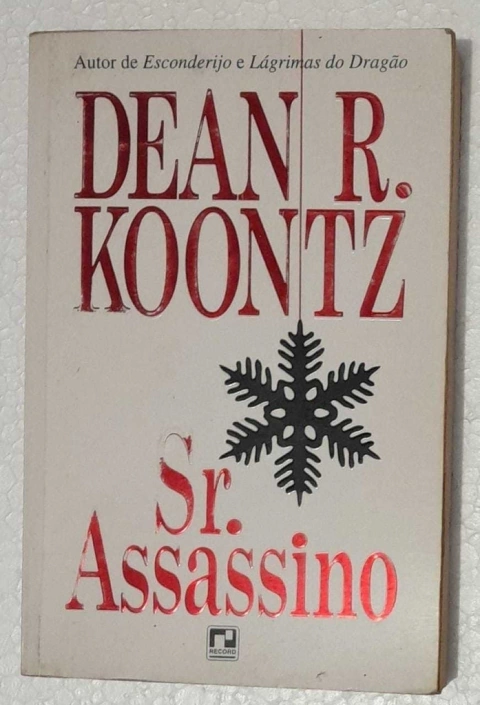 Autor de Esconderijo e Lágrimas do Dragão
DEAN R.
KOONTZ
Sr.
Assassino
RECORD